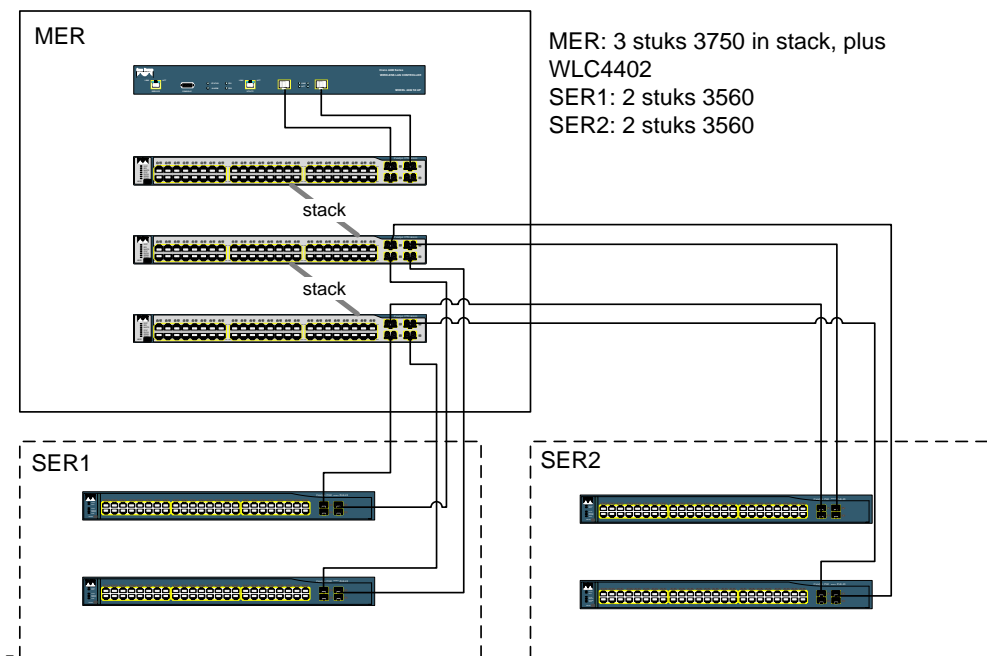 MER
MER: 3 stuks 3750 in stack, plus
WLC4402
SER1: 2 stuks 3560
SER2: 2 stuks 3560
stack
stack
SER1
SER2